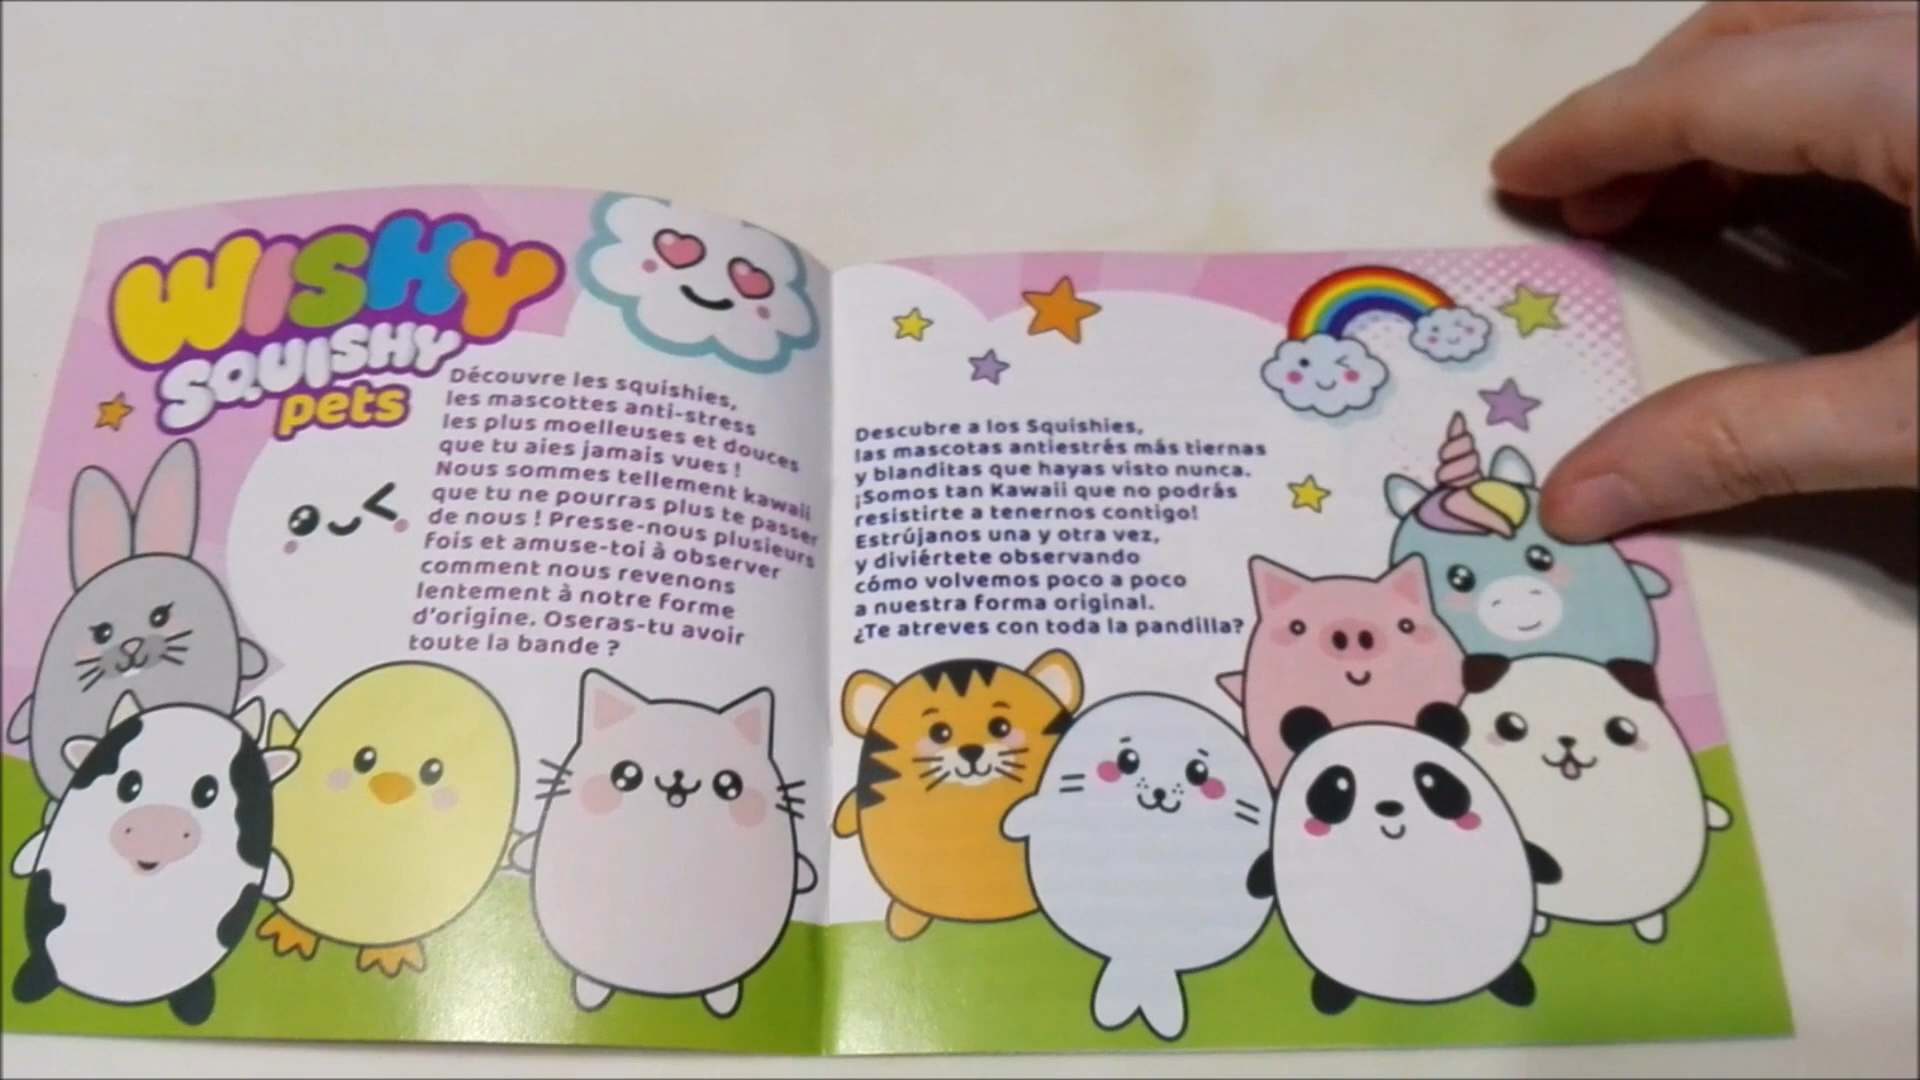 WISHY
SQUISHY
pets
Découvre les squishies,
les mascottes anti-stress
les plus moelleuses et douces
que tu aies jamais vues !
Nous sommes tellement kawaii
que tu ne pourras plus te passer
de nous ! Presse-nous plusieurs
fois et amuse-toi à observer
comment nous revenons
lentement à notre forme
d'origine. Oseras-tu avoir
toute la bande ?
Descubre a los Squishies,
las mascotas antiestrés más tiernas
y blanditas que hayas visto nunca.
¡Somos tan Kawaii que no podrás
resistirte a tenernos contigo!
Estrújanos una y otra vez,
y diviértete observando
cómo volvemos poco a poco
a nuestra forma original.
¿Te atreves con toda la pandilla?